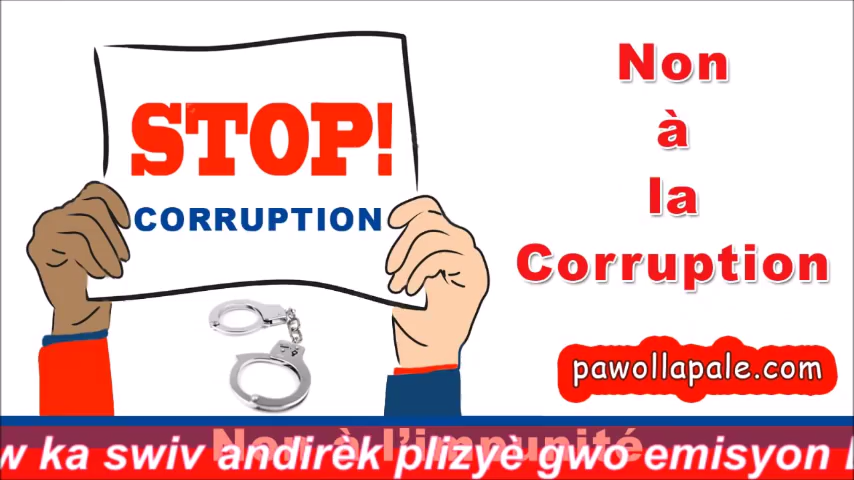 STOP!
CORRUPTION
Non
à
la
Corruption
pawollapale.com
Non à l'impunité
w ka swiv andirèk plizyè gwo emisyon